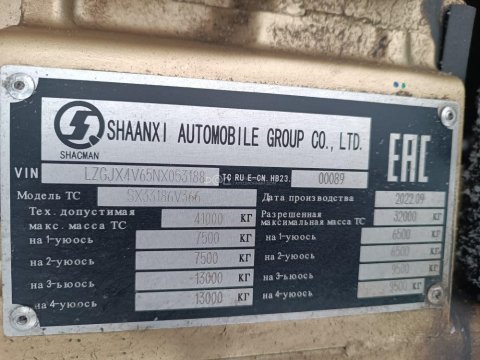 SHAANXI AUTOMOBILE GROUP CO., LTD.
SHACMAN
EAC
VIN LZGJX4V65NX053188 TC RU E-CN. HB23. 00089
Модель ТС SX33186V366 Дата производства 2022.09
Тех. допустимая макс. масса ТС 41000 кг Разрешенная максимальная масса ТС 32000 кг
на 1-уюось 7500 кг на 1-уюось 6500 кг
на 2-уюось 7500 кг на 2-уюось 6500 кг
на 3-ьюось 13000 кг на 3-ьюось 9500 кг
на 4-уюось 13000 кг на 4-уюось 9500 кг